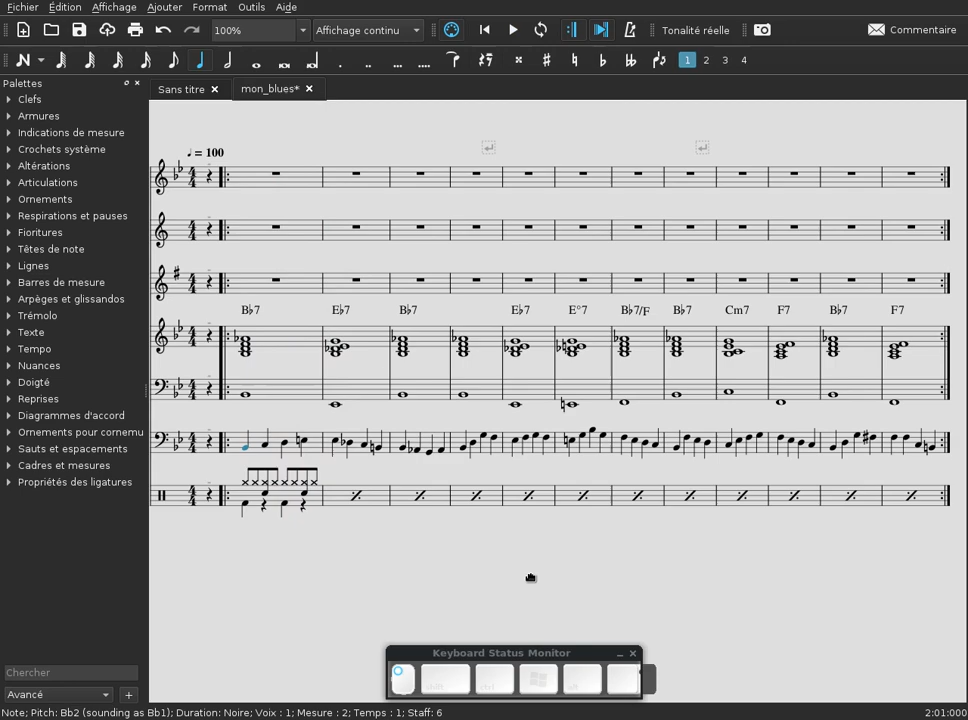 Fichier Édition Affichage Ajouter Format Outils Aide
100% Affichage continu Tonalité réelle Commentaire
1 2 3 4
Palettes
Sans titre mon_blues*
Clefs
Armures
Indications de mesure
Crochets système
Altérations
Articulations
Ornements
Respirations et pauses
Fioritures
Têtes de note
Lignes
Barres de mesure
Arpèges et glissandos
Trémolo
Texte
Tempo
Nuances
Doigté
Reprises
Diagrammes d'accord
Ornements pour cornemu
Sauts et espacements
Cadres et mesures
Propriétés des ligatures
♩ = 100
B♭7 E♭7 B♭7 E♭7 E°7 B♭7/F B♭7 Cm7 F7 B♭7 F7
Keyboard Status Monitor
Chercher
Avancé
Note; Pitch: Bb2 (sounding as Bb1); Duration: Noire; Voix : 1; Mesure : 2; Temps : 1; Staff: 6 2:01:000